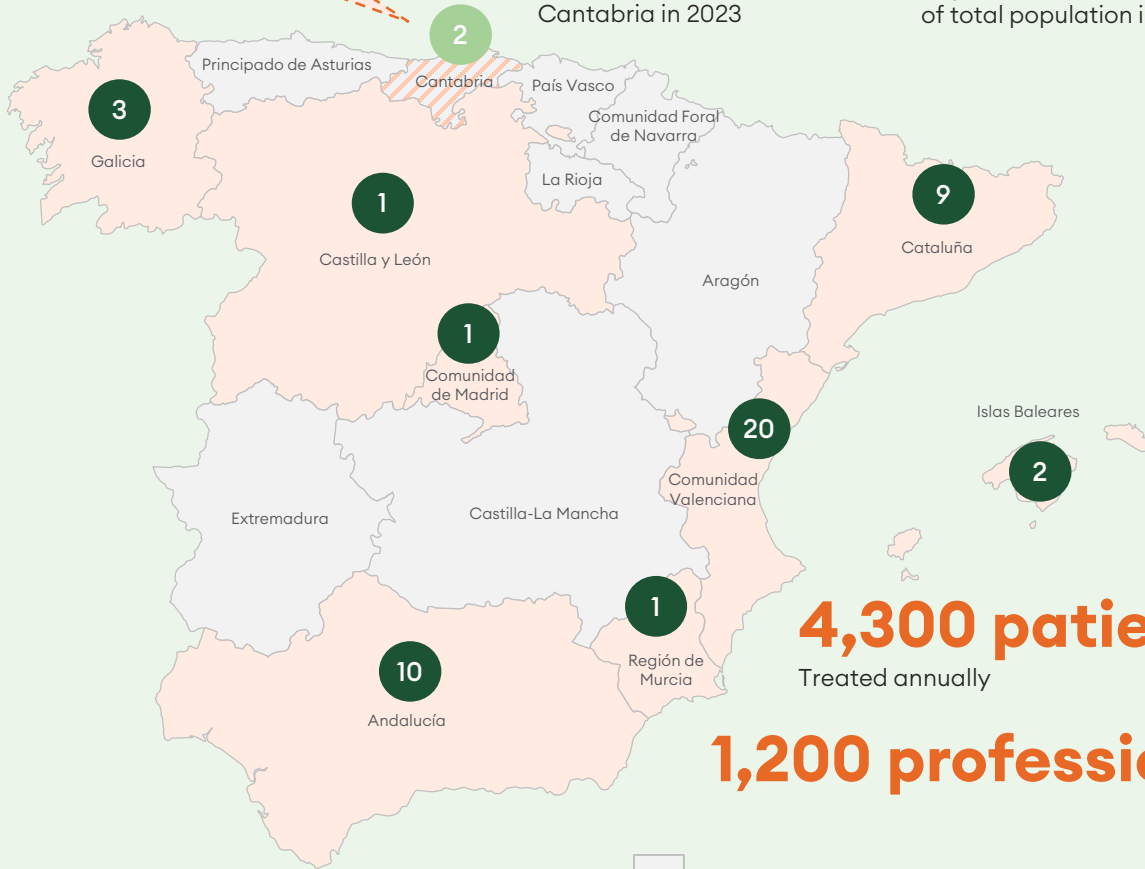 Cantabria in 2023
of total population i
2
Principado de Asturias
Cantabria
País Vasco
3
Comunidad Foral
de Navarra
Galicia
La Rioja
1
9
Castilla y León
Cataluña
Aragón
1
Comunidad
de Madrid
Islas Baleares
20
2
Comunidad
Valenciana
Extremadura
Castilla-La Mancha
1
4,300 patie
Región de
Murcia
Treated annually
10
Andalucía
1,200 professi